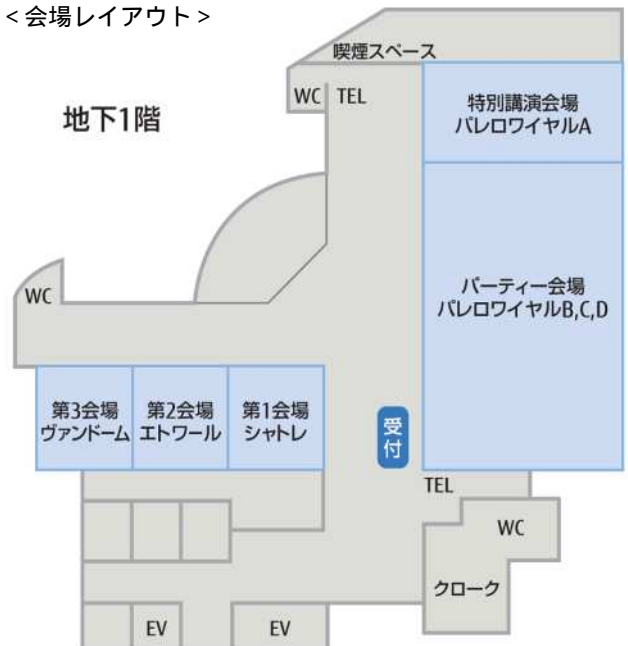 <会場レイアウト>
喫煙スペース
WC TEL
特別講演会場
パレロワイヤルA
地下1階
パーティー会場
パレロワイヤルB,C,D
WC
第3会場
ヴァンドーム
第2会場
エトワール
第1会場
シャトレ
受付
TEL
WC
クローク
EV
EV